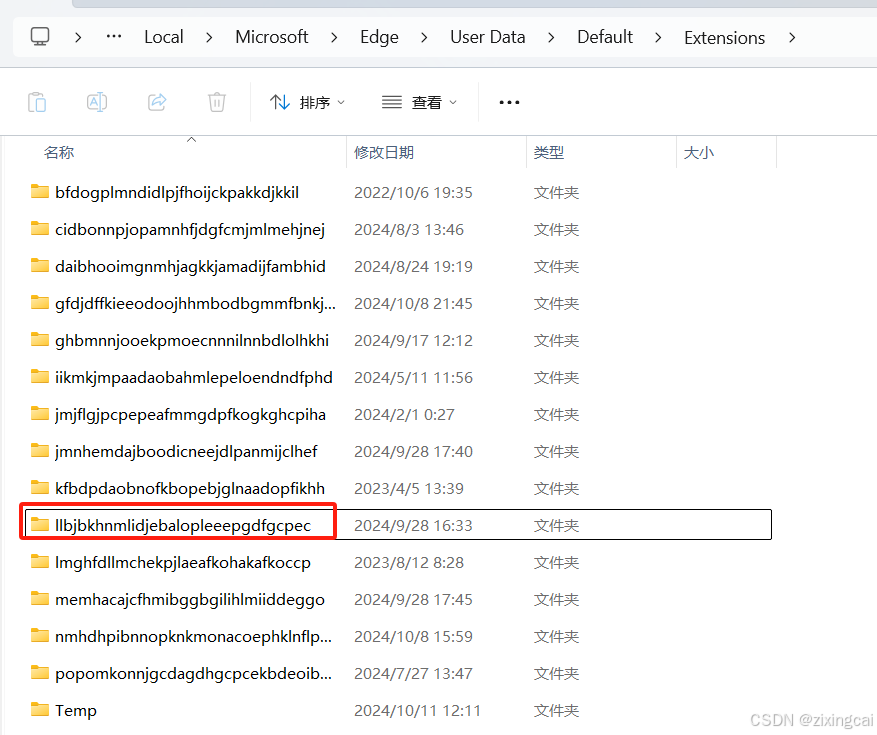 … Local Microsoft Edge User Data Default Extensions
排序 查看
名称 修改日期 类型 大小
bfdogplmndidlpjfhoijckpakkdjkkil 2022/10/6 19:35 文件夹
cidbonnpjopamnhfjdgfcmjmlmehjnej 2024/8/3 13:46 文件夹
daibhooimgnmhjagkkjamadijfambhid 2024/8/24 19:19 文件夹
gfdjdffkieeodoojhhmbodbgmmfbnkj... 2024/10/8 21:45 文件夹
ghbmnnjooekpmoecnnnilnnbdlolhkhi 2024/9/17 12:12 文件夹
iikmkjmpaadaobahmlepeloendndfphd 2024/5/11 11:56 文件夹
jmjflgjpcpepeafmmgdpfkogkghcpiha 2024/2/1 0:27 文件夹
jmnhemdajboodicneejdlpanmijclhef 2024/9/28 17:40 文件夹
kfbdpdaobnofkbopebjglnaadopfikhh 2023/4/5 13:39 文件夹
llbjbkhnmlidjebalopleeepgdfgcpec 2024/9/28 16:33 文件夹
lmghfdllmchekpjlaeafkohakafkoccp 2023/8/12 8:28 文件夹
memhacajcfhmibggbgilihlmiiddeggo 2024/9/28 17:45 文件夹
nmhdhpibnnopknkmonacoephklnflp... 2024/10/8 15:59 文件夹
popomkonnjgcdagdhgcpcekbdeoib... 2024/7/27 13:47 文件夹
Temp 2024/10/11 12:11 文件夹
CSDN @zixingcai